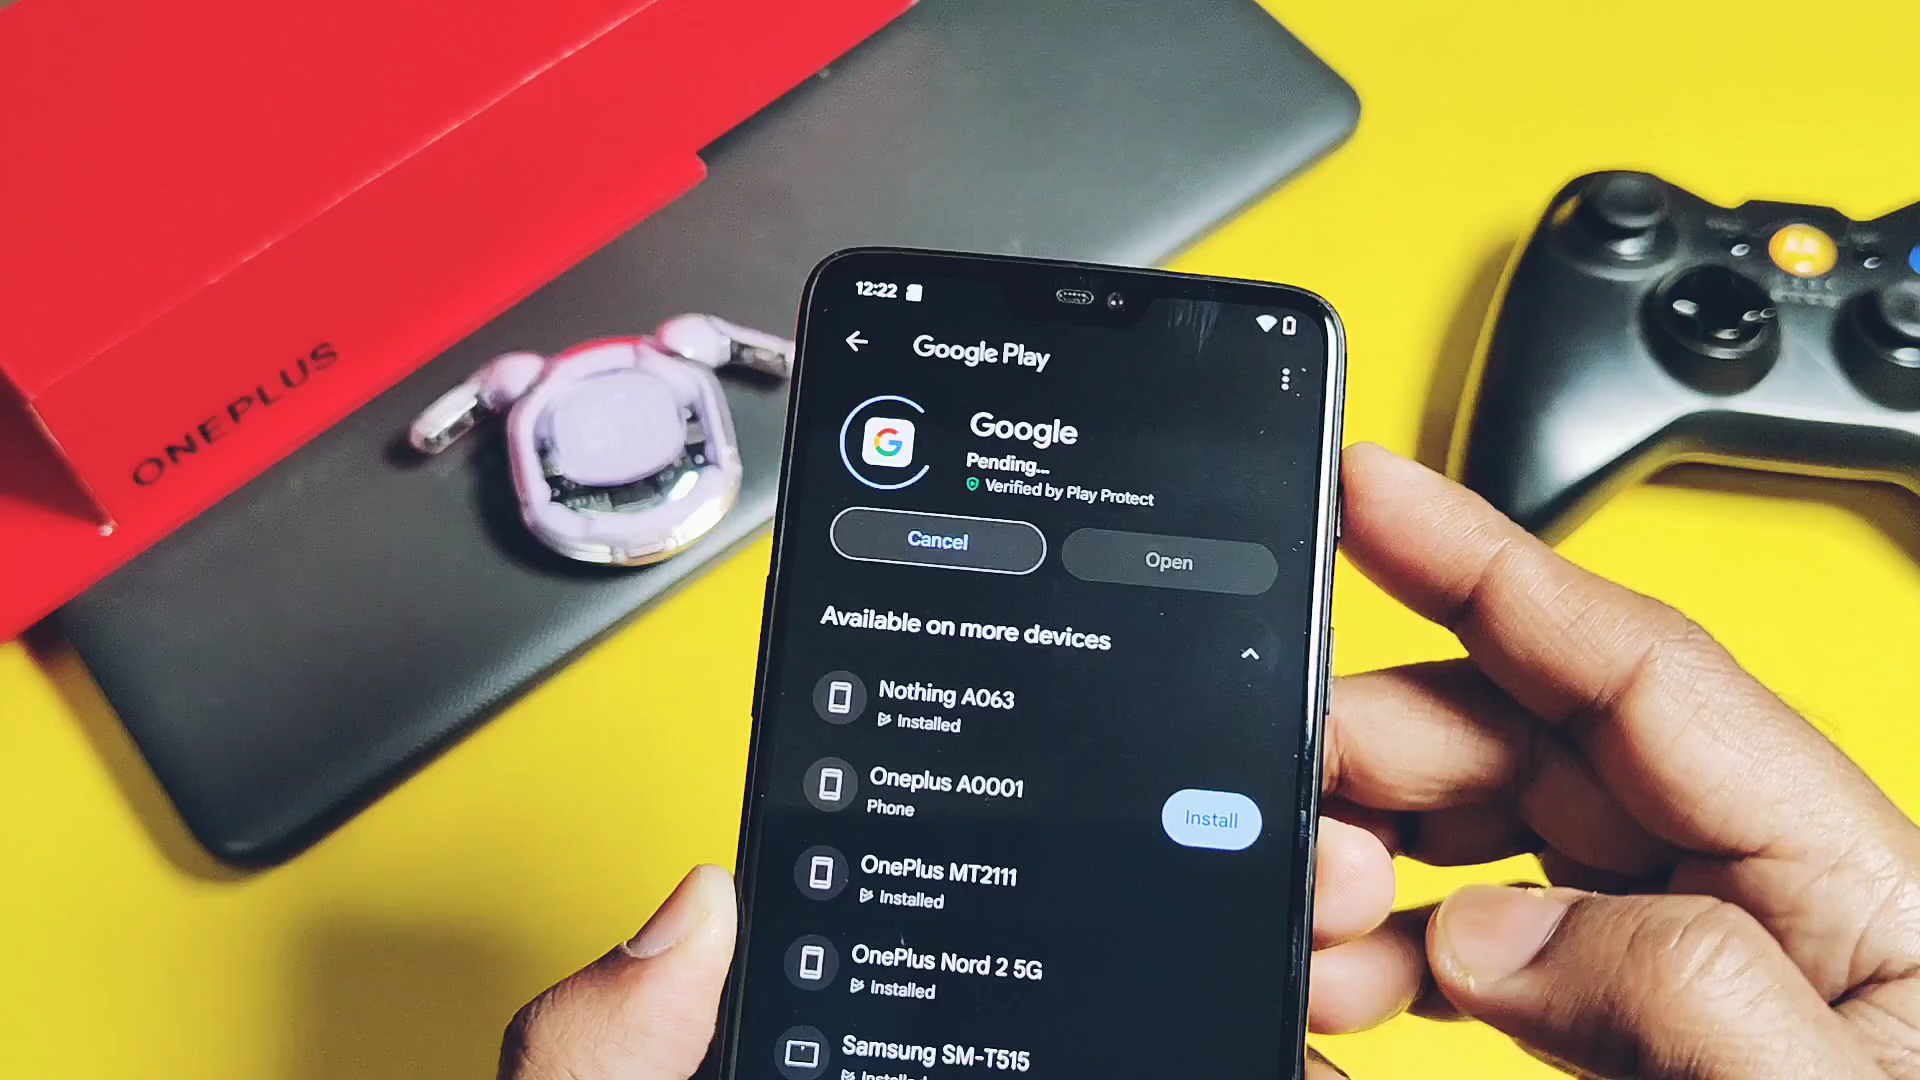 ONEPLUS
12:22
Google Play
Google
Pending...
Verified by Play Protect
Cancel
Open
Available on more devices
Nothing A063
Installed
Oneplus A0001
Phone
Install
OnePlus MT2111
Installed
OnePlus Nord 2 5G
Installed
Samsung SM-T515
Installed